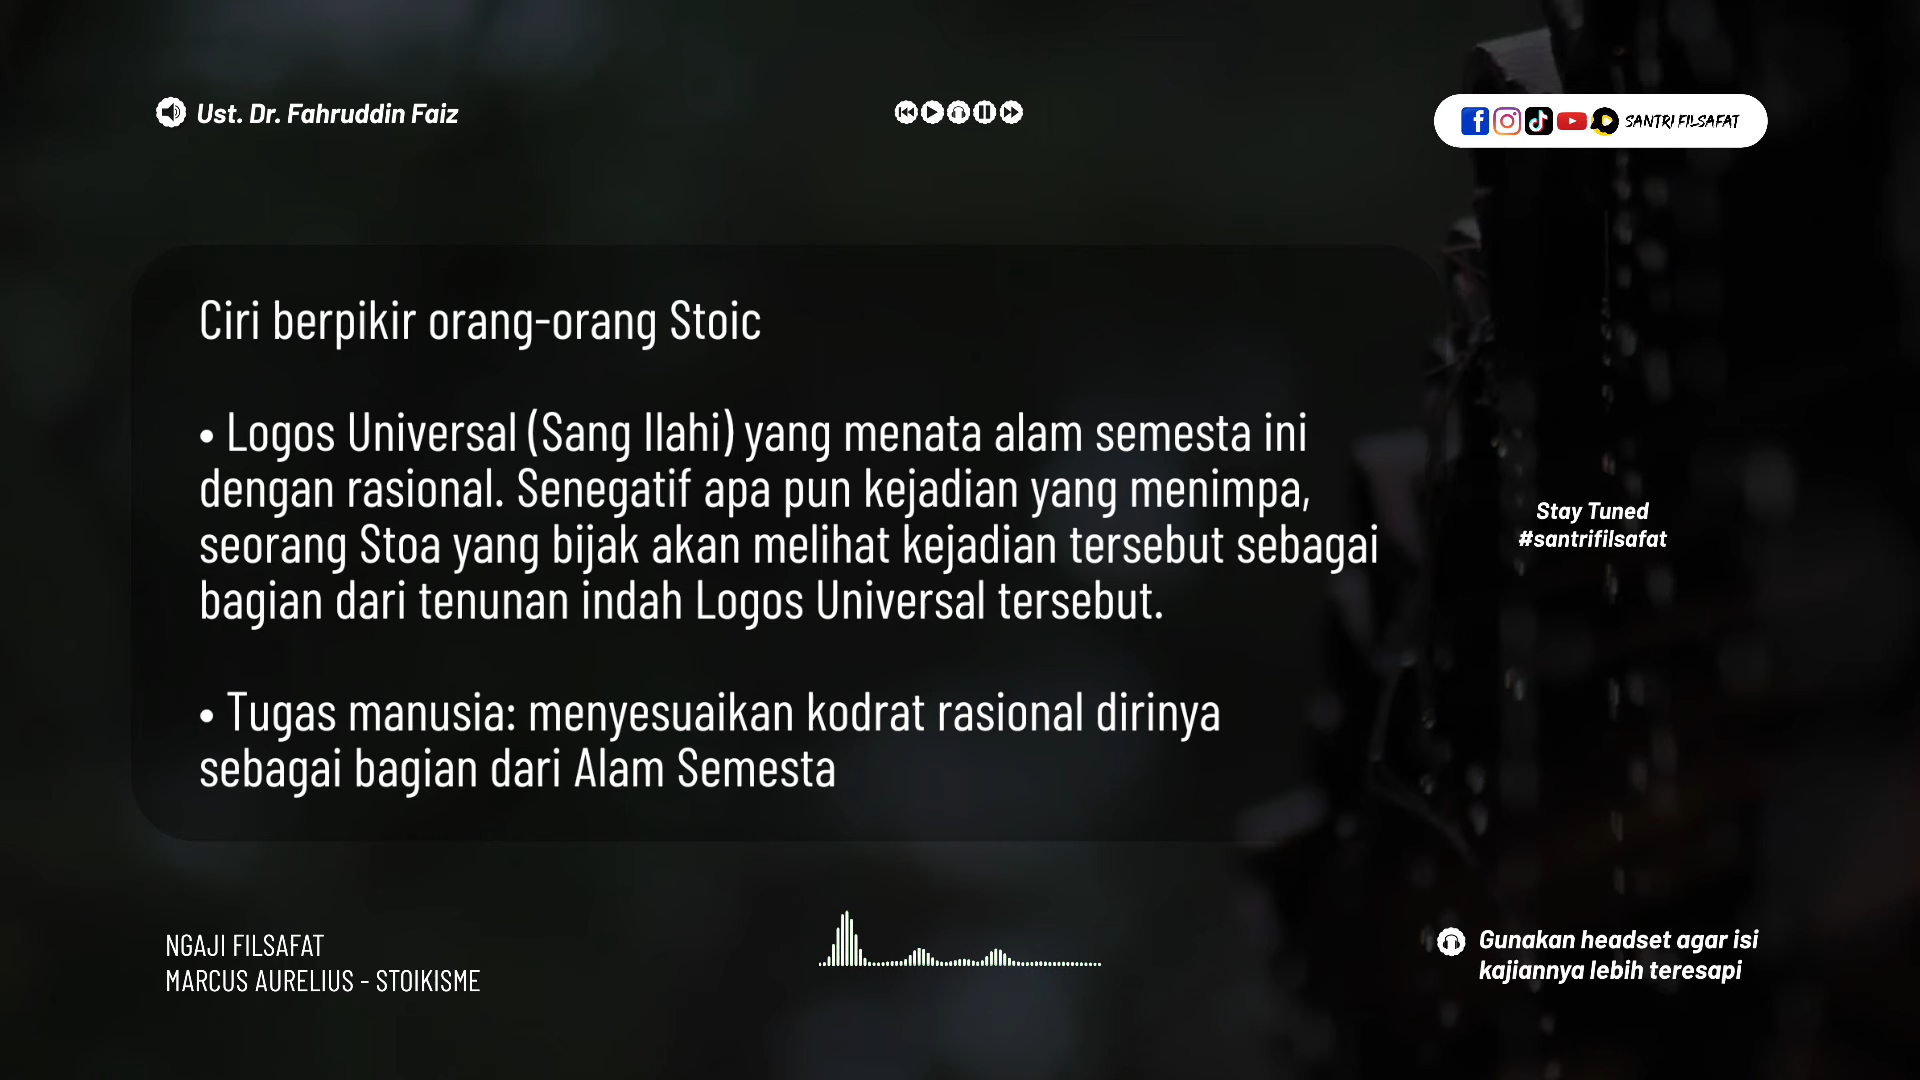 Ust. Dr. Fahruddin Faiz
SANTRI FILSAFAT
Ciri berpikir orang-orang Stoic
• Logos Universal (Sang Ilahi) yang menata alam semesta ini
dengan rasional. Senegatif apa pun kejadian yang menimpa,
seorang Stoa yang bijak akan melihat kejadian tersebut sebagai
bagian dari tenunan indah Logos Universal tersebut.
• Tugas manusia: menyesuaikan kodrat rasional dirinya
sebagai bagian dari Alam Semesta
Stay Tuned
#santrifilsafat
NGAJI FILSAFAT
MARCUS AURELIUS - STOIKISME
Gunakan headset agar isi
kajiannya lebih teresapi